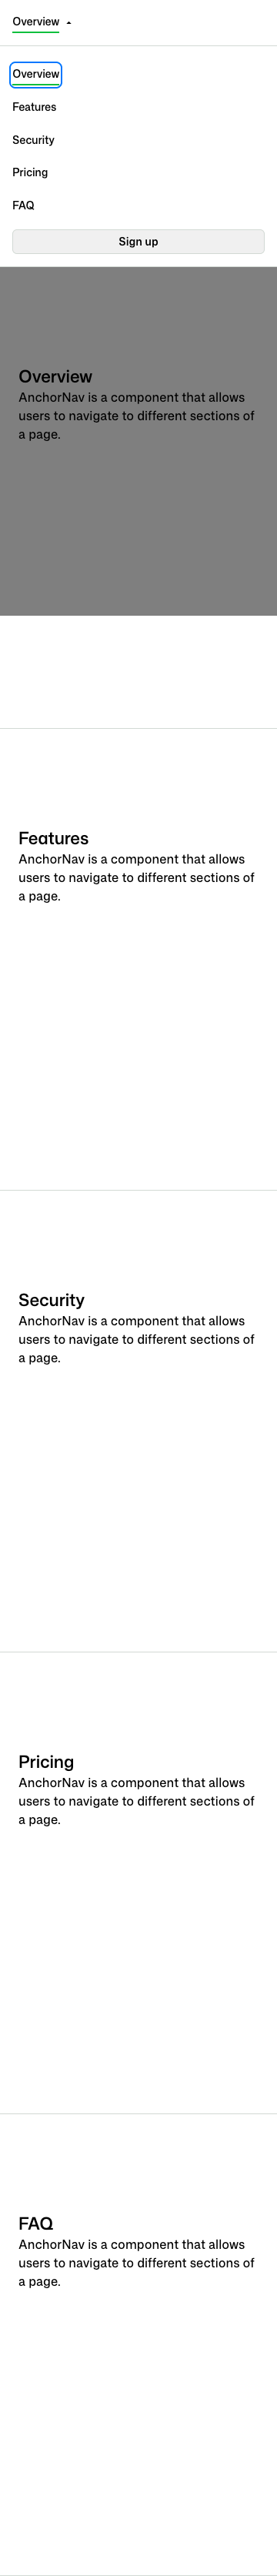 Overview
Overview
Features
Security
Pricing
FAQ
Sign up
Overview
AnchorNav is a component that allows
users to navigate to different sections of
a page.
Features
AnchorNav is a component that allows
users to navigate to different sections of
a page.
Security
AnchorNav is a component that allows
users to navigate to different sections of
a page.
Pricing
AnchorNav is a component that allows
users to navigate to different sections of
a page.
FAQ
AnchorNav is a component that allows
users to navigate to different sections of
a page.